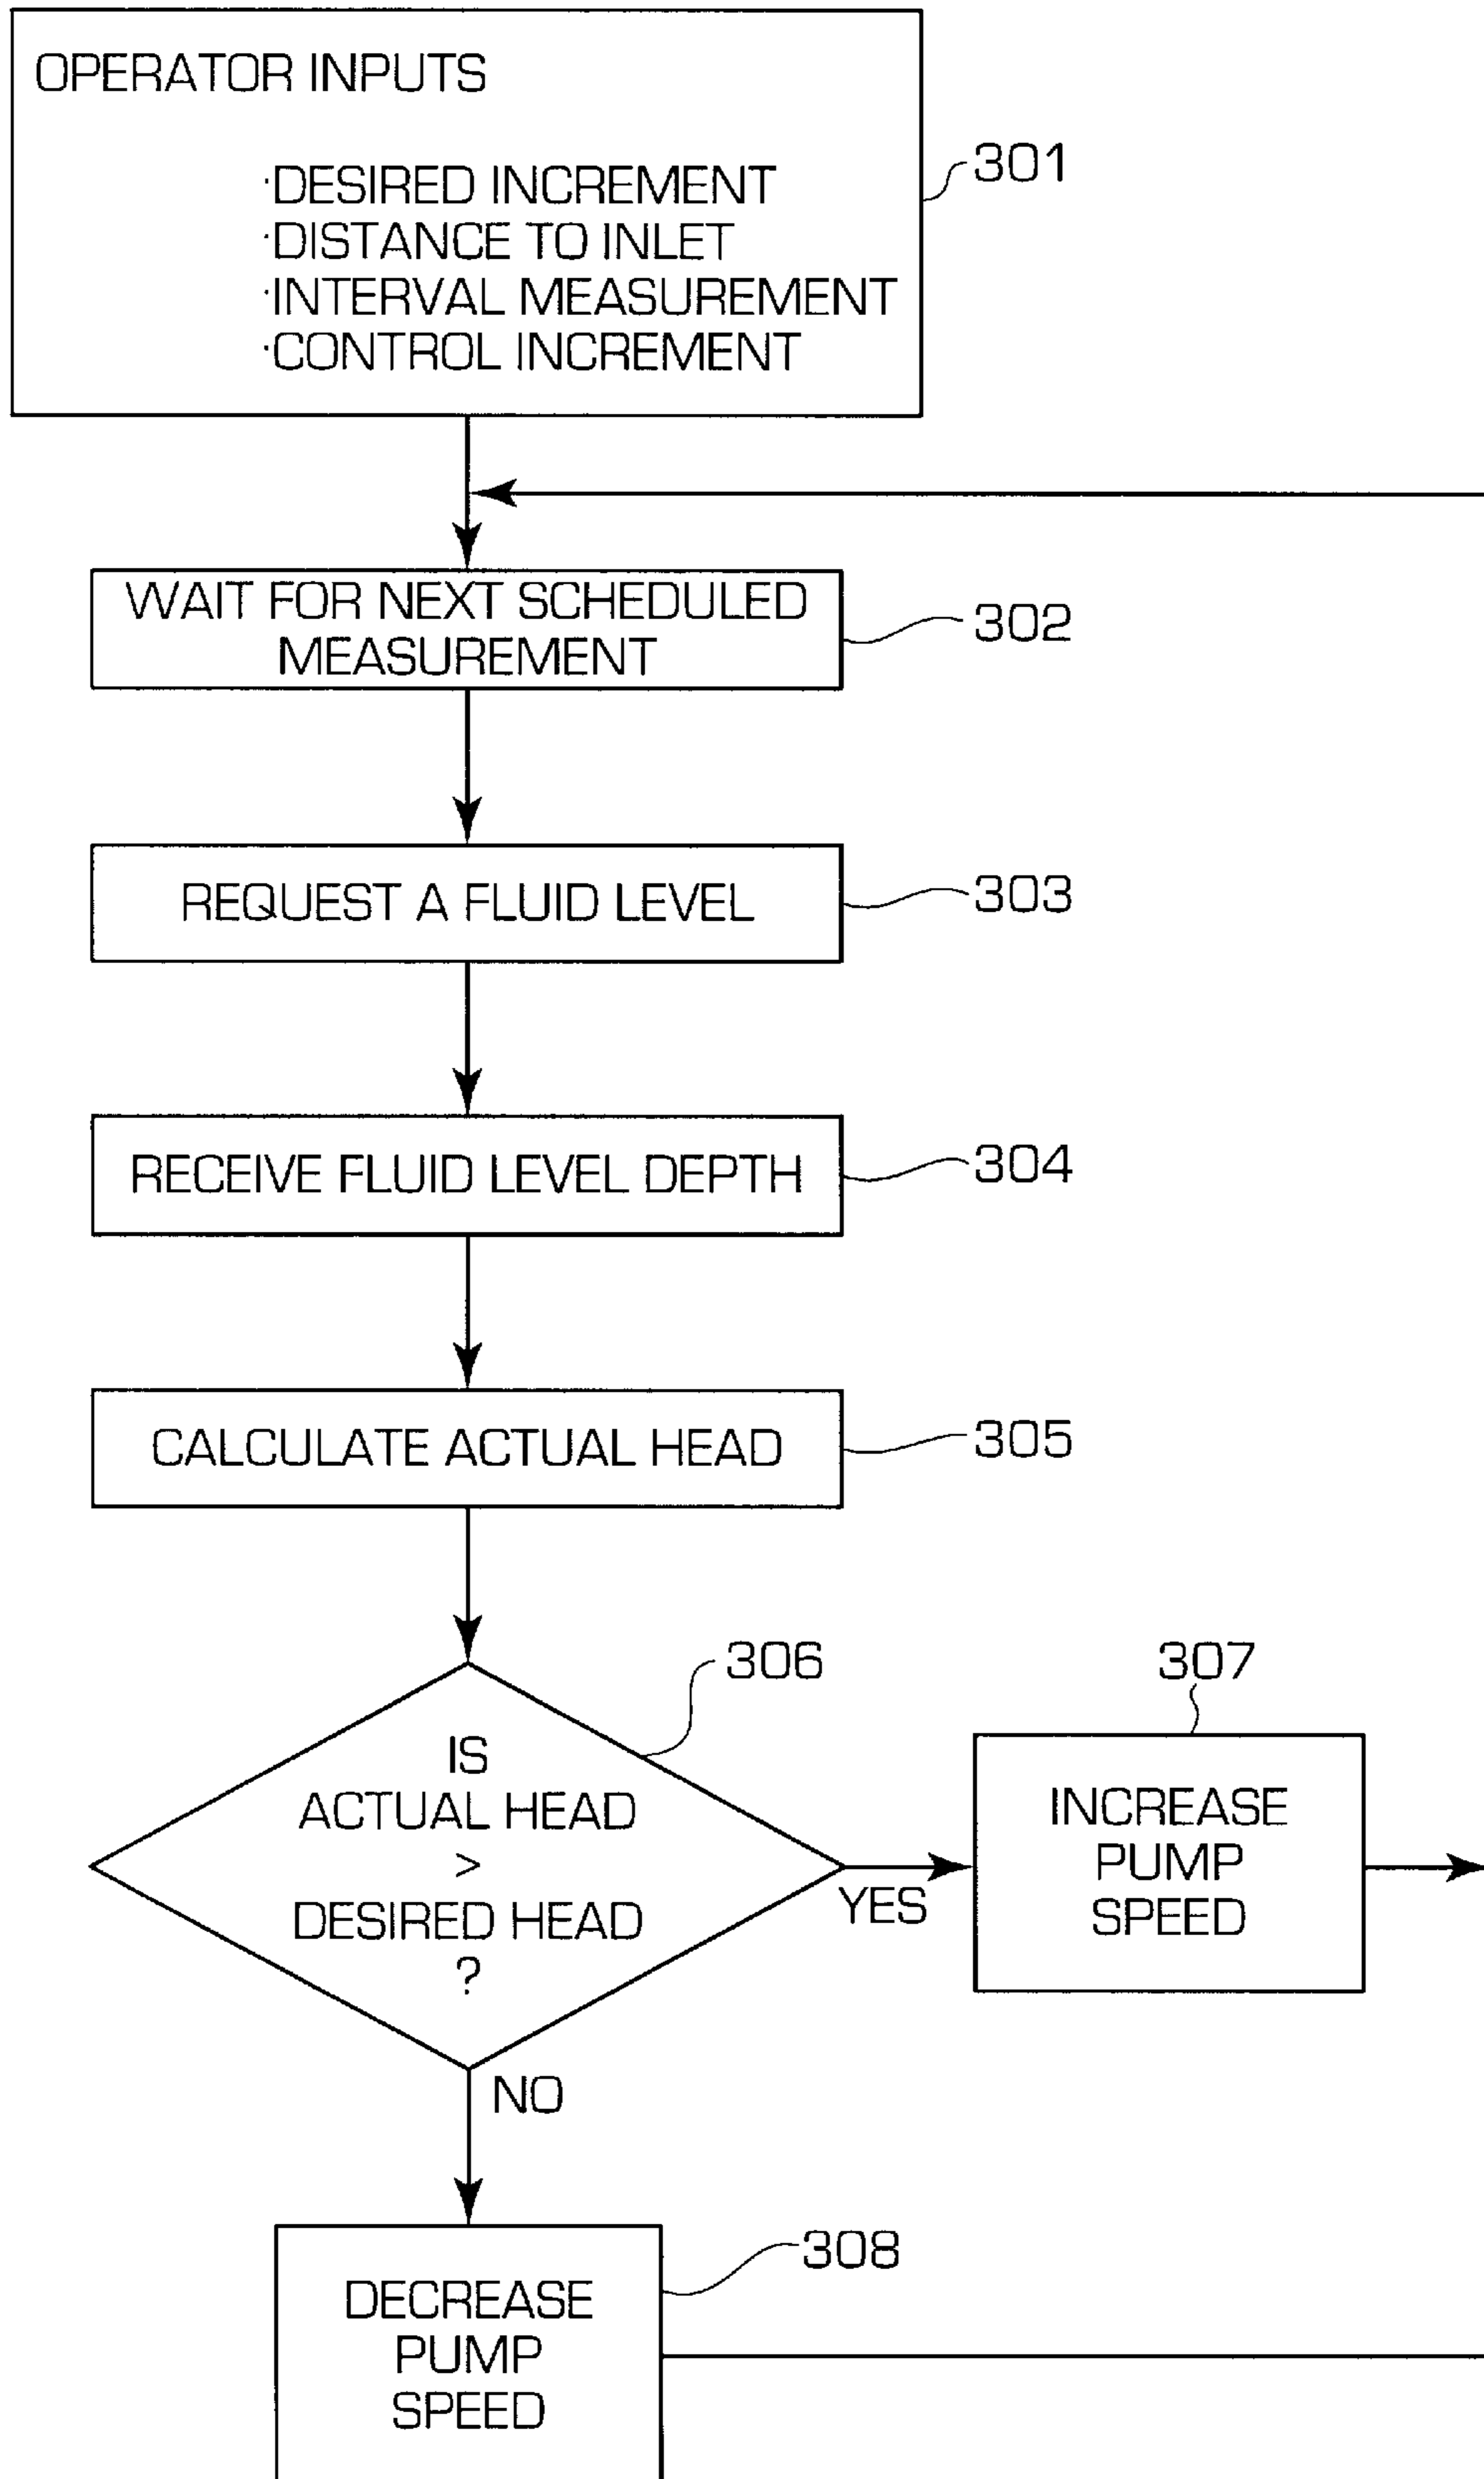 OPERATOR INPUTS
·DESIRED INCREMENT
·DISTANCE TO INLET
·INTERVAL MEASUREMENT
·CONTROL INCREMENT
301
WAIT FOR NEXT SCHEDULED
MEASUREMENT
302
REQUEST A FLUID LEVEL
303
RECEIVE FLUID LEVEL DEPTH
304
CALCULATE ACTUAL HEAD
305
306
IS
ACTUAL HEAD
>
DESIRED HEAD
?
YES
NO
307
INCREASE
PUMP
SPEED
308
DECREASE
PUMP
SPEED